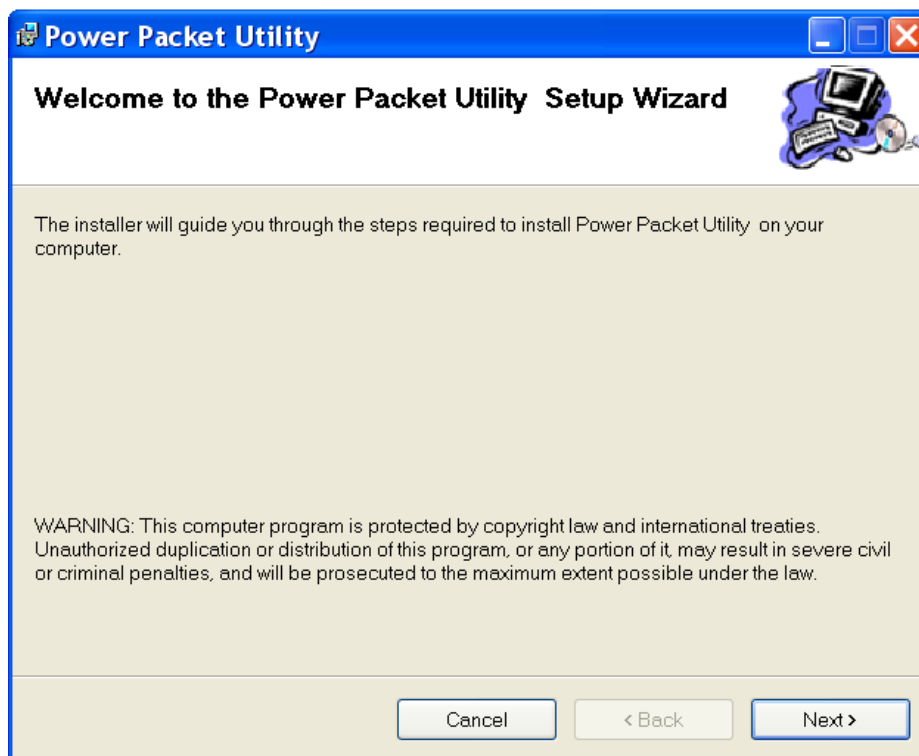 Power Packet Utility
Welcome to the Power Packet Utility  Setup Wizard
The installer will guide you through the steps required to install Power Packet Utility  on your
computer.
WARNING: This computer program is protected by copyright law and international treaties.
Unauthorized duplication or distribution of this program, or any portion of it, may result in severe civil
or criminal penalties, and will be prosecuted to the maximum extent possible under the law.
Cancel
< Back
Next >